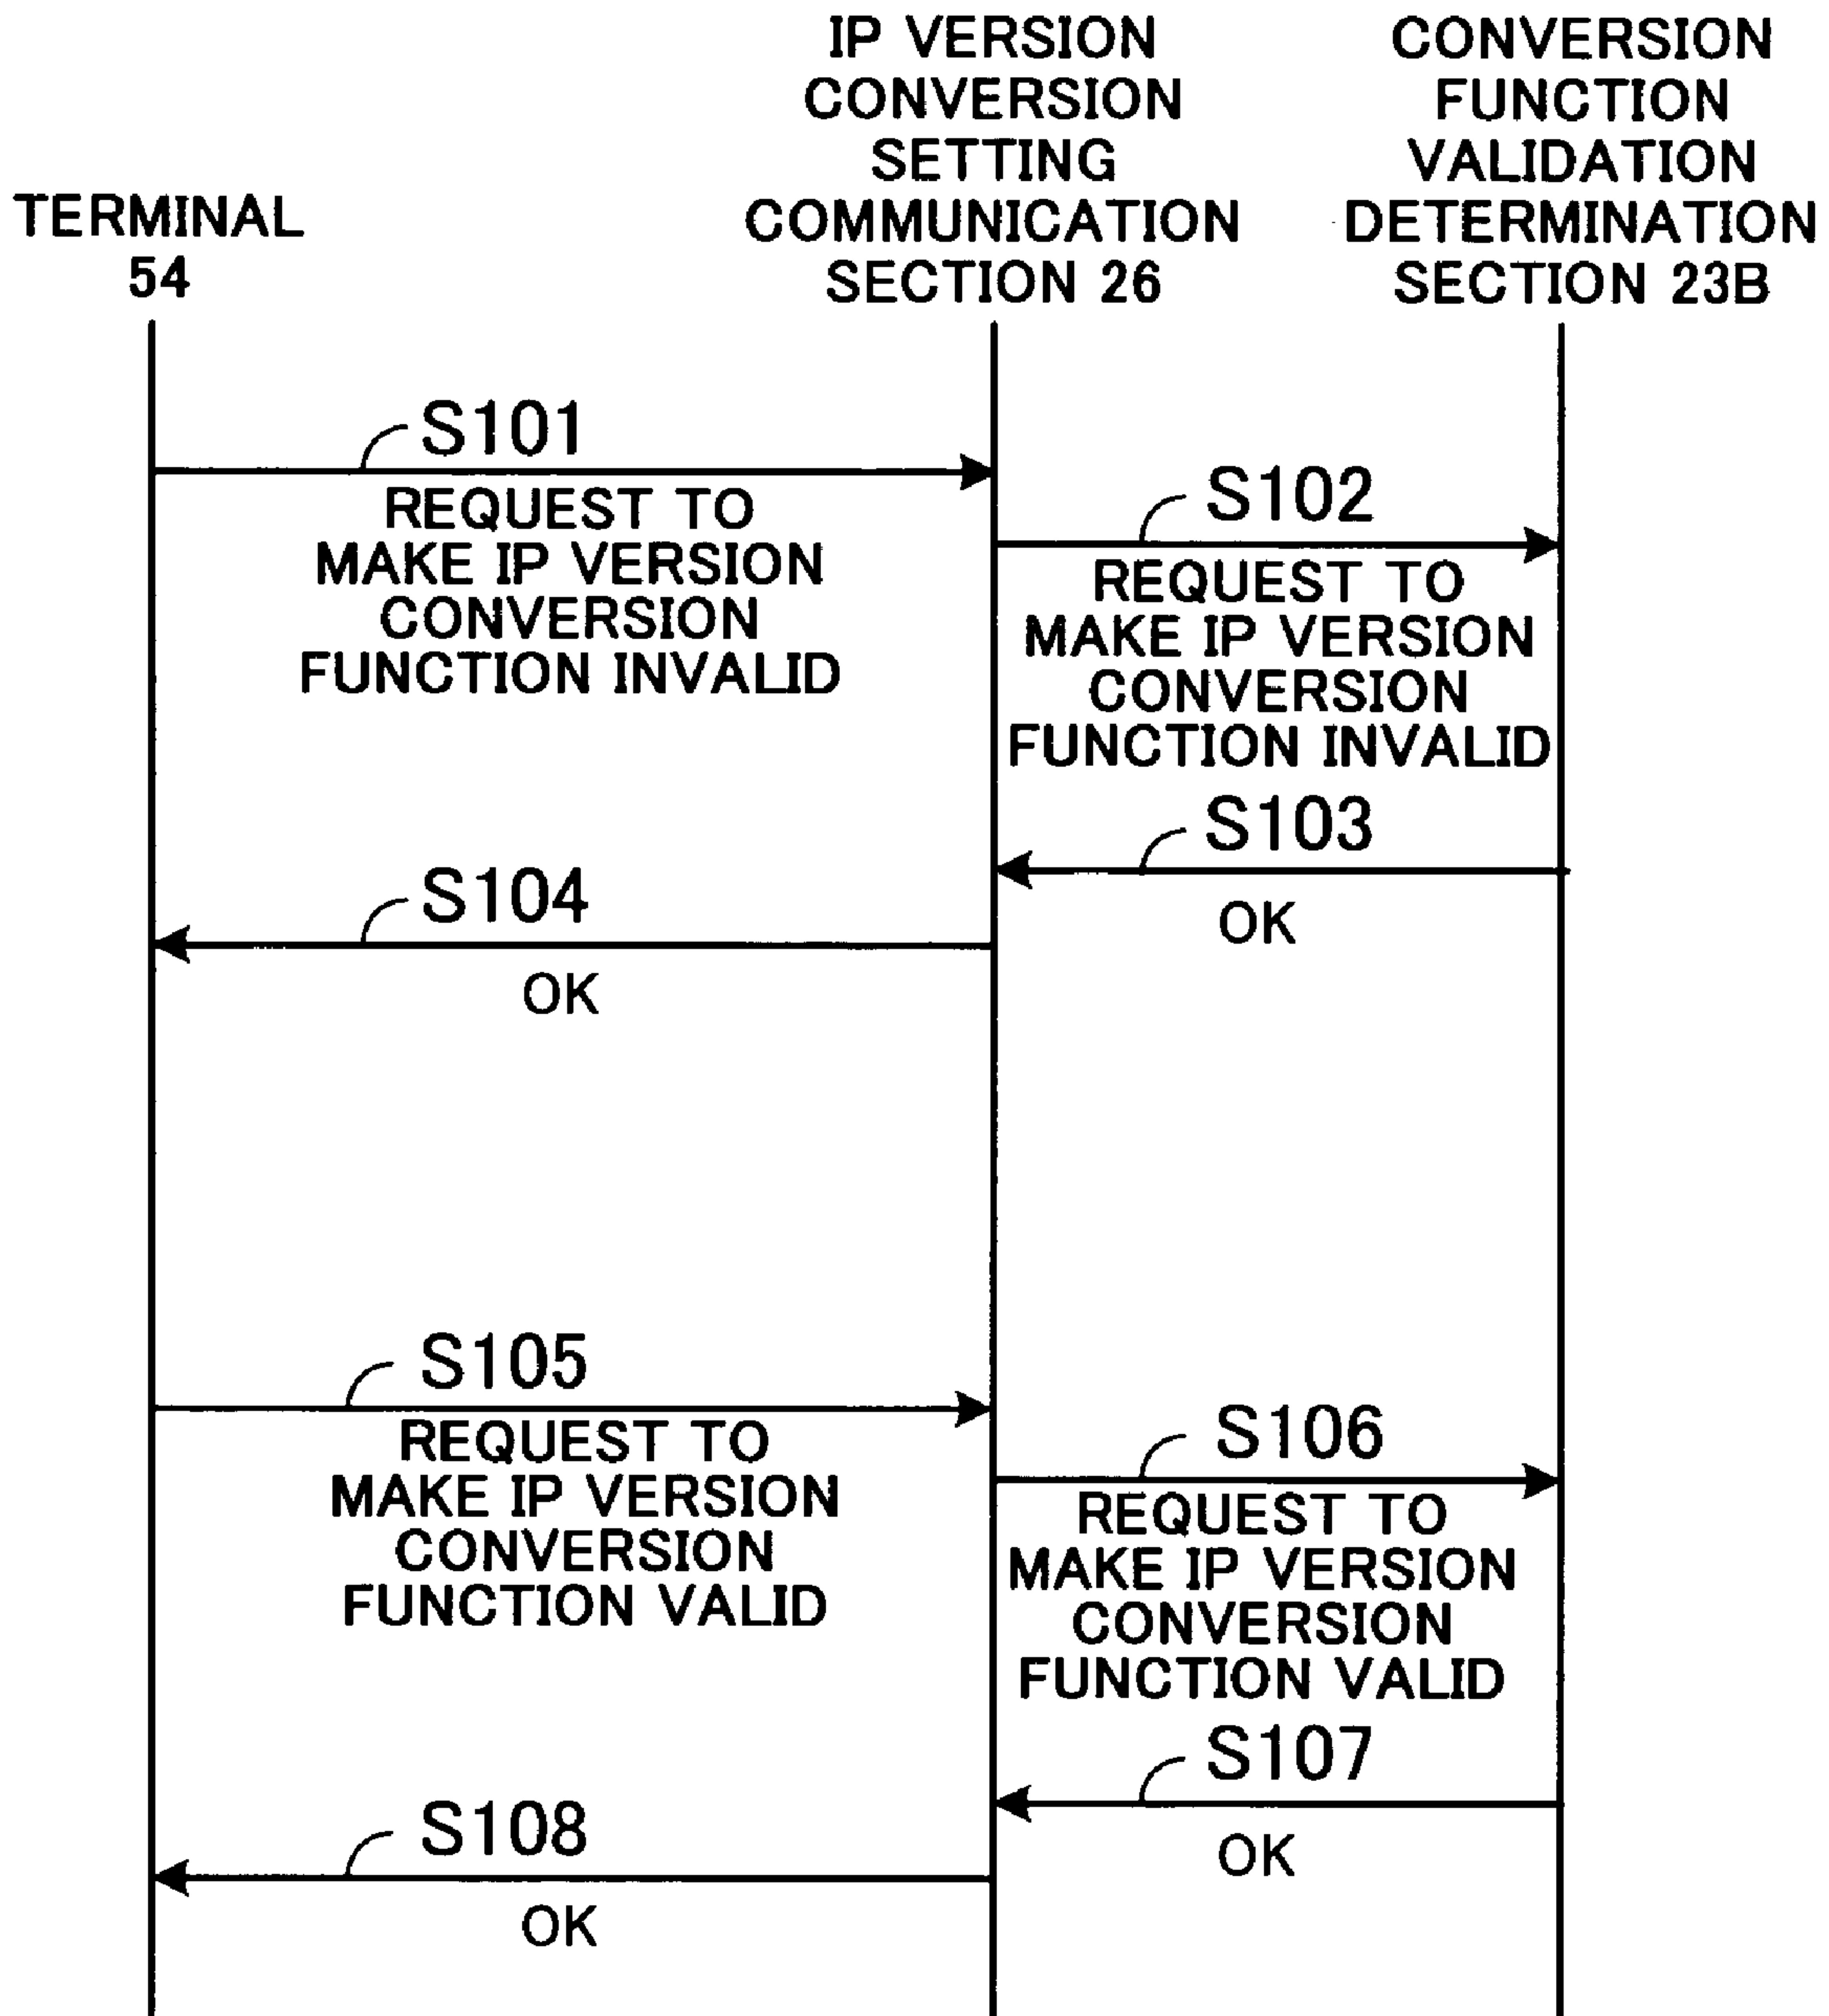 TERMINAL
54
IP VERSION
CONVERSION
SETTING
COMMUNICATION
SECTION 26
CONVERSION
FUNCTION
VALIDATION
DETERMINATION
SECTION 23B
S101
REQUEST TO
MAKE IP VERSION
CONVERSION
FUNCTION INVALID
S102
REQUEST TO
MAKE IP VERSION
CONVERSION
FUNCTION INVALID
S103
OK
S104
OK
S105
REQUEST TO
MAKE IP VERSION
CONVERSION
FUNCTION VALID
S106
REQUEST TO
MAKE IP VERSION
CONVERSION
FUNCTION VALID
S107
OK
S108
OK